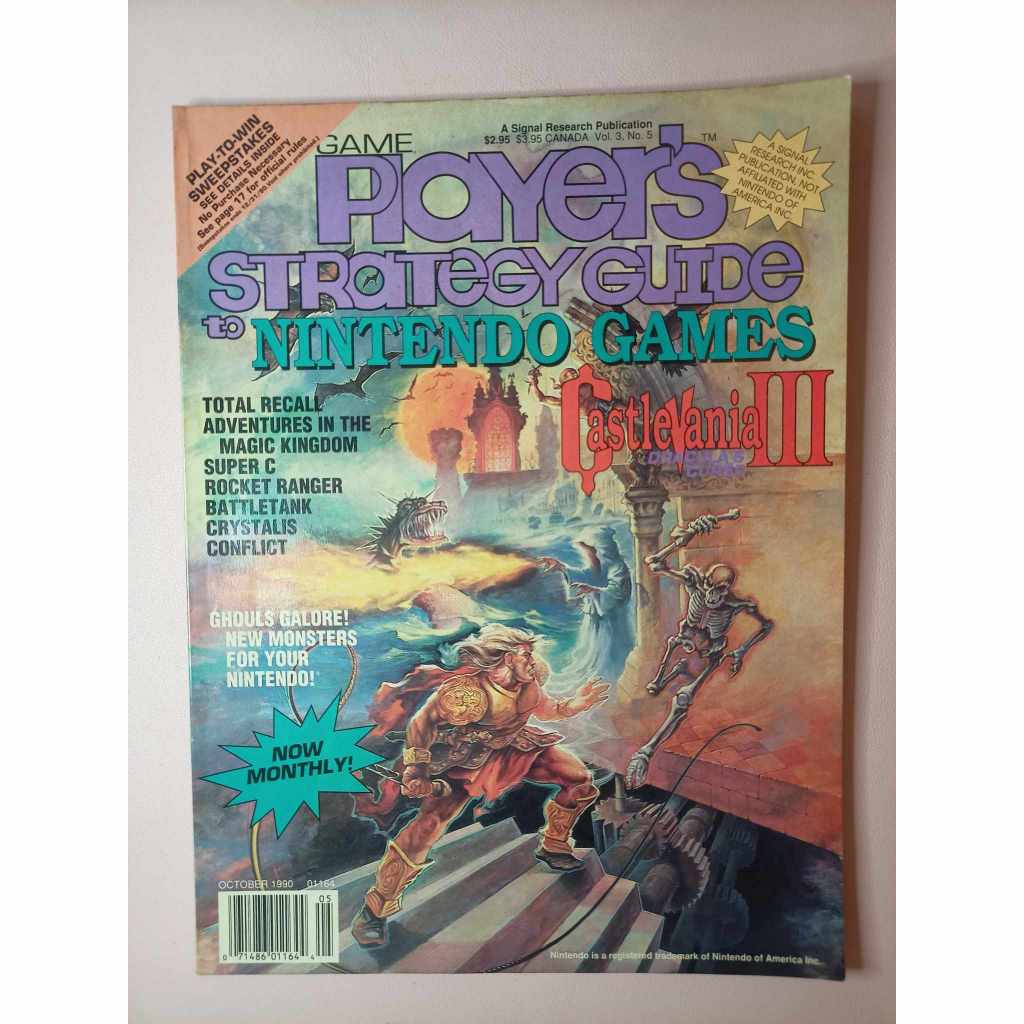 PLAY-TO-WIN
SWEEPSTAKES
SEE DETAILS INSIDE
No Purchase Necessary
See page 17 for official rules
A Signal Research Publication
$2.95 $3.95 CANADA Vol. 3, No. 5
GAME
PLAYER'S™
STRATEGY GUIDE
to NINTENDO GAMES
A SIGNAL
RESEARCH INC.
PUBLICATION, NOT
AFFILIATED WITH
NINTENDO OF
AMERICA INC.
CastleVania III
DRACULA'S
CURSE
TOTAL RECALL
ADVENTURES IN THE
MAGIC KINGDOM
SUPER C
ROCKET RANGER
BATTLETANK
CRYSTALIS
CONFLICT
GHOULS GALORE!
NEW MONSTERS
FOR YOUR
NINTENDO!
NOW
MONTHLY!
OCTOBER 1990 01164
05
0 71486 01164 4
Nintendo is a registered trademark of Nintendo of America Inc.